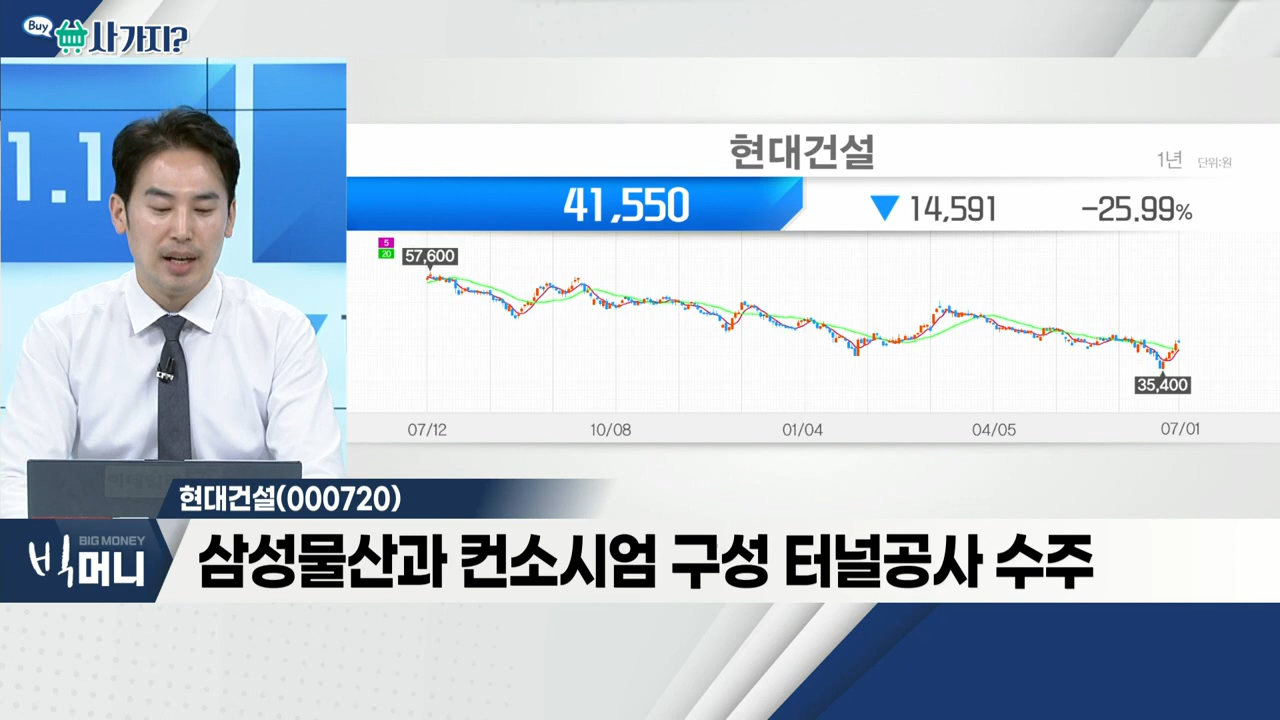 Buy
사 가지?
1.1
현대건설
1년 단위:원
41,550 ▼ 14,591 -25.99%
5
20
57,600
35,400
07/12 10/08 01/04 04/05 07/01
현대건설(000720)
BIG MONEY
빅머니
삼성물산과 컨소시엄 구성 터널공사 수주